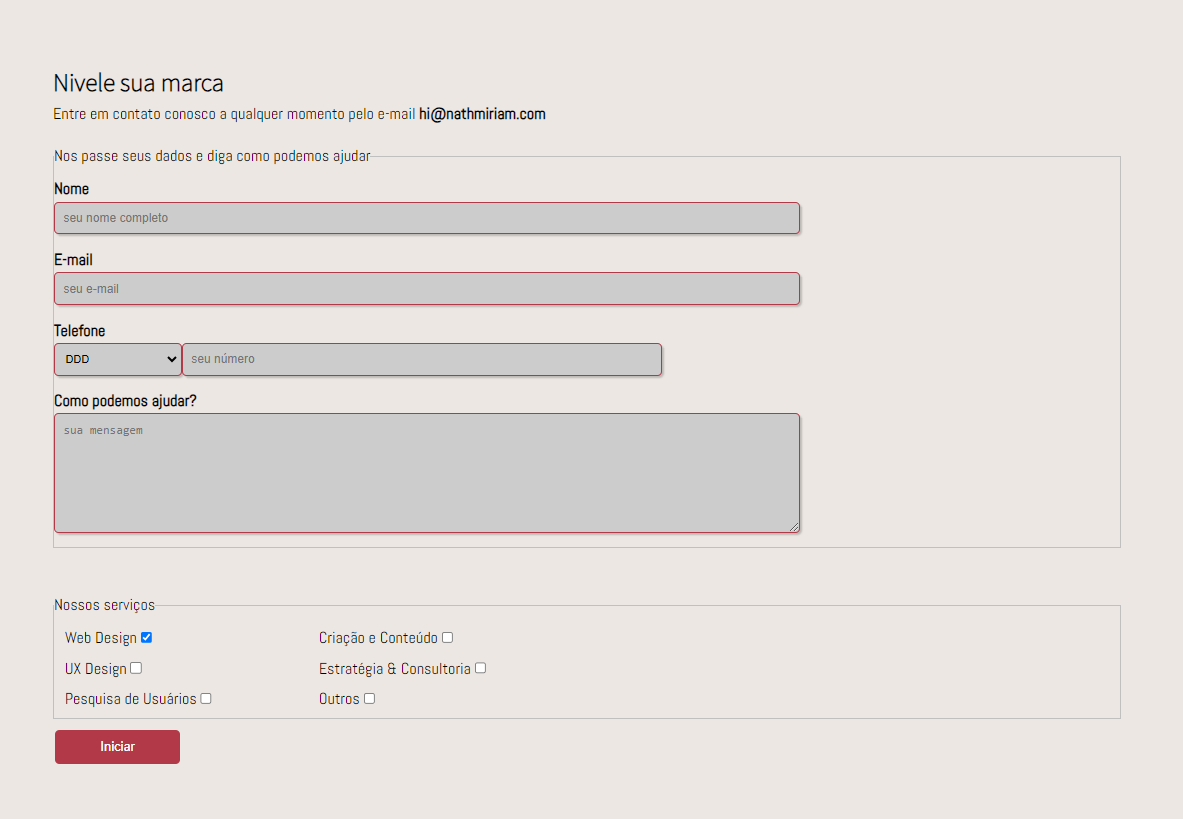 Nivele sua marca
Entre em contato conosco a qualquer momento pelo e-mail hi@nathmiriam.com
Nos passe seus dados e diga como podemos ajudar
Nome
seu nome completo
E-mail
seu e-mail
Telefone
DDD seu número
Como podemos ajudar?
sua mensagem
Nossos serviços
Web Design Criação e Conteúdo
UX Design Estratégia & Consultoria
Pesquisa de Usuários Outros
Iniciar